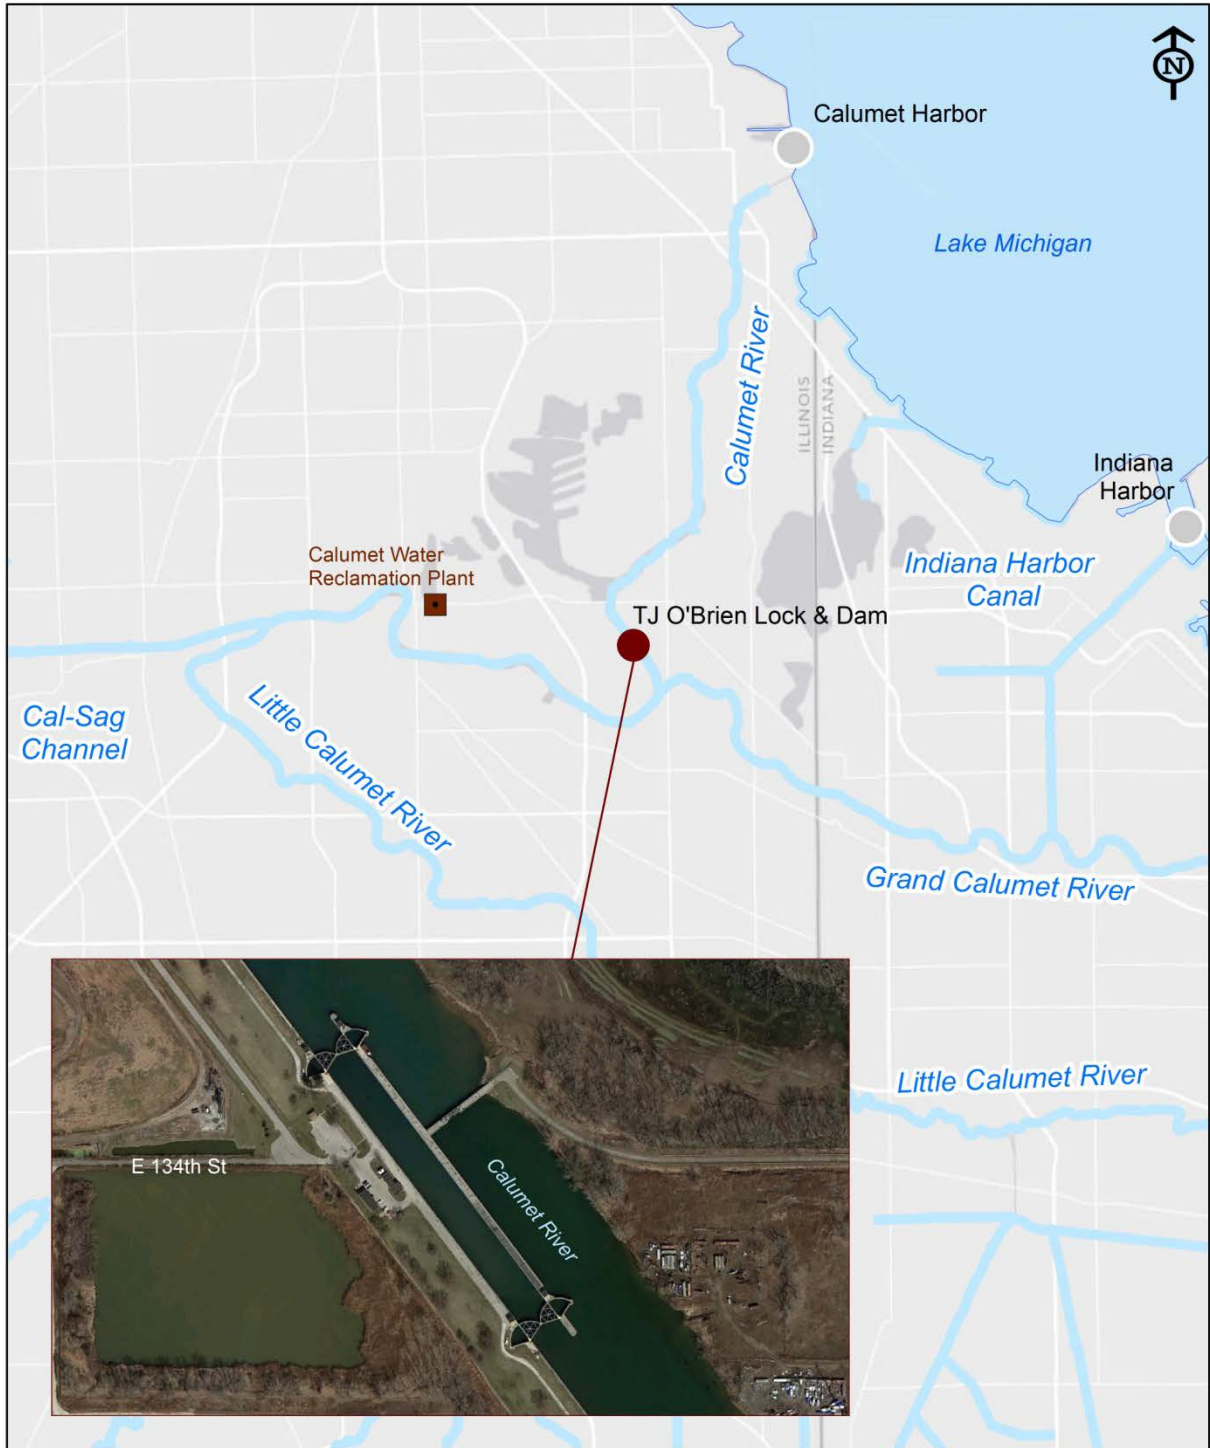 N
Calumet Harbor
Lake Michigan
Calumet River
ILLINOIS
INDIANA
Indiana
Harbor
Calumet Water
Reclamation Plant
Indiana Harbor
Canal
TJ O'Brien Lock & Dam
Cal-Sag
Channel
Little Calumet River
Grand Calumet River
Little Calumet River
E 134th St
Calumet River